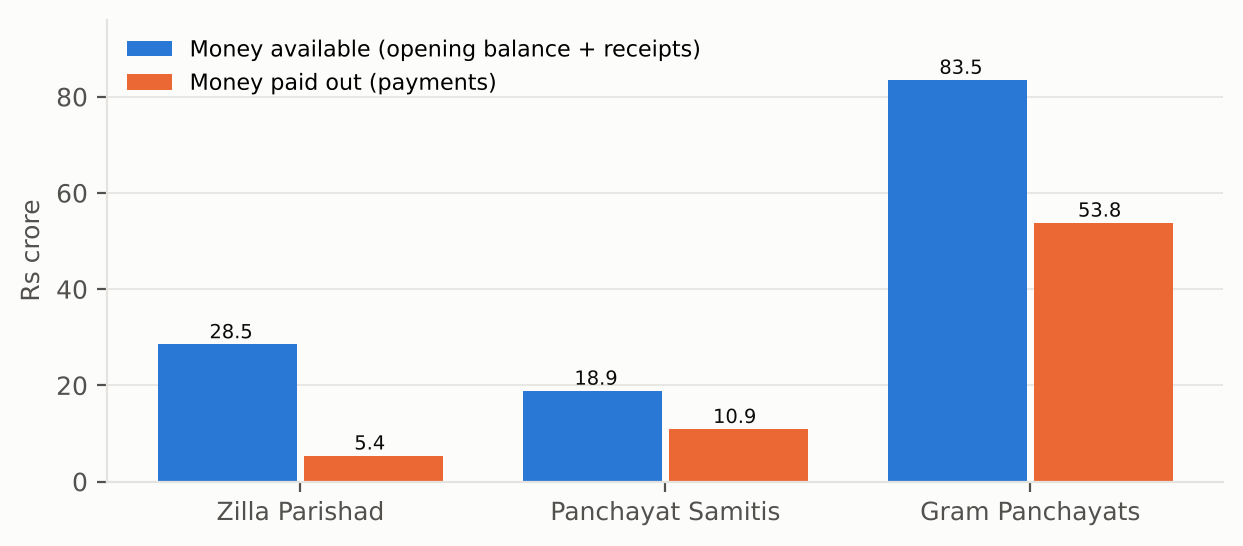 Money available (opening balance + receipts)
Money paid out (payments)
Rs crore
80
60
40
20
0
28.5
5.4
18.9
10.9
83.5
53.8
Zilla Parishad
Panchayat Samitis
Gram Panchayats